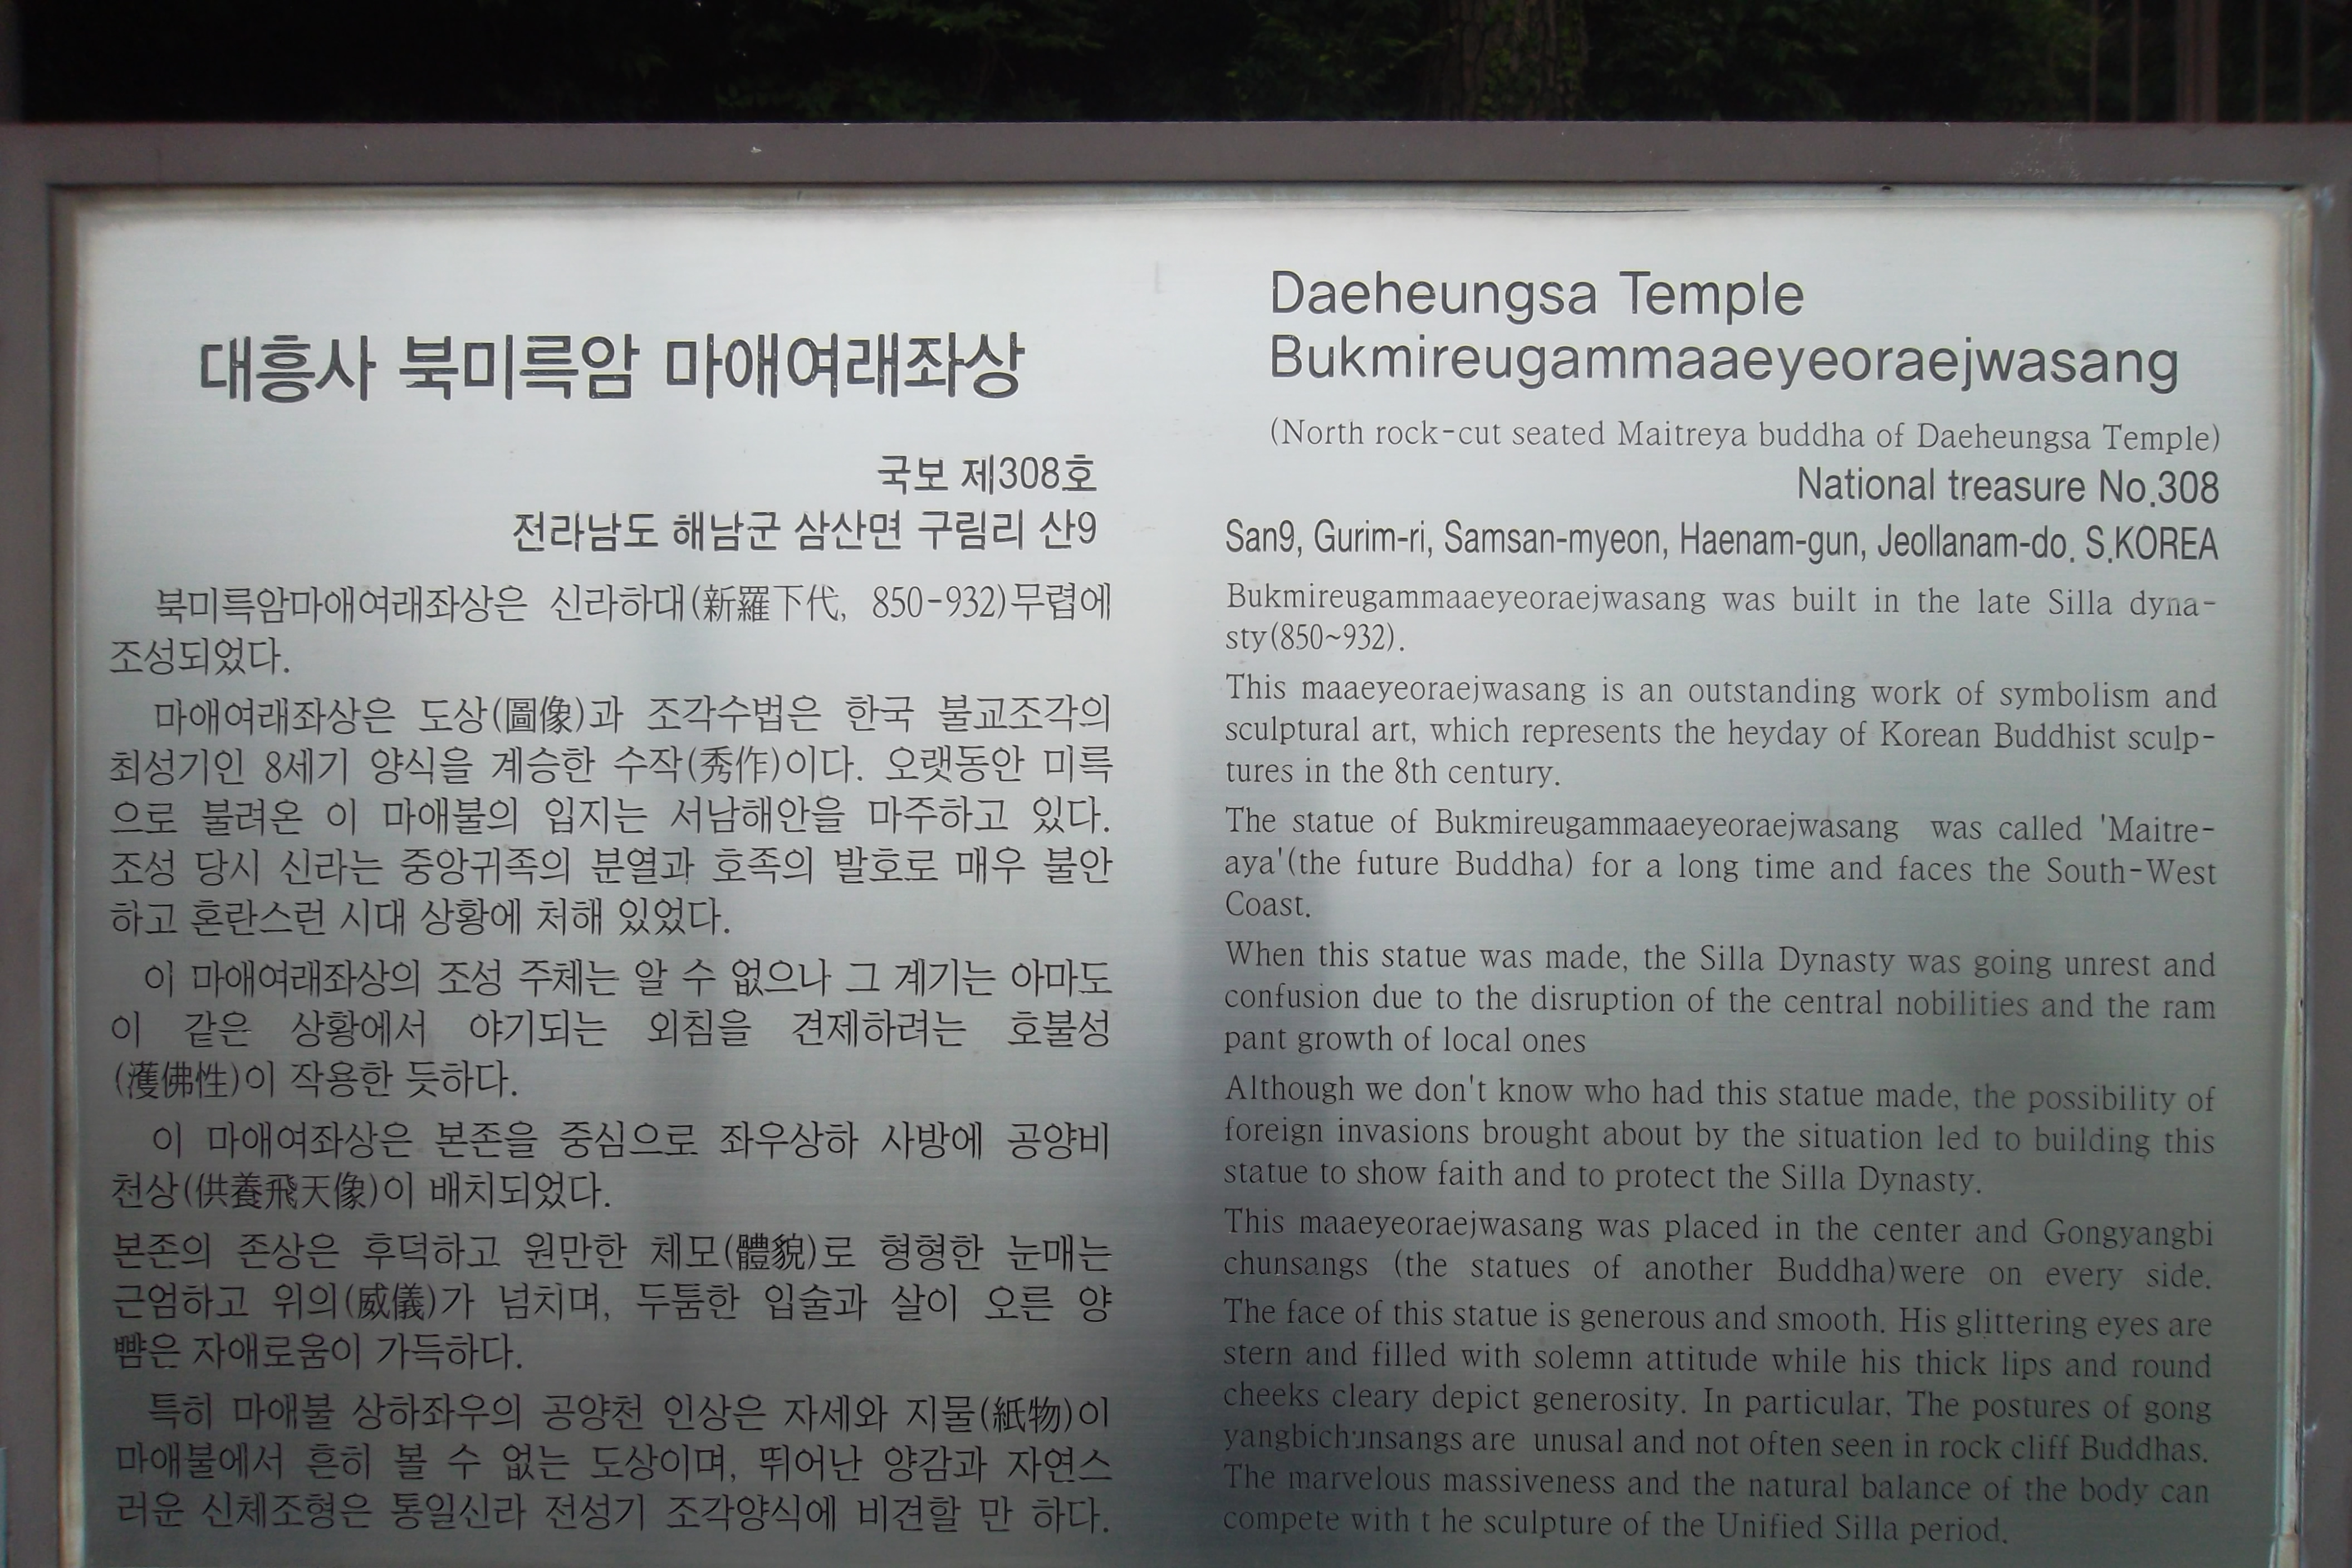 대흥사 북미륵암 마애여래좌상
국보 제308호
전라남도 해남군 삼산면 구림리 산9
북미륵암마애여래좌상은 신라하대(新羅下代, 850-932)무렵에
조성되었다.
마애여래좌상은 도상(圖像)과 조각수법은 한국 불교조각의
최성기인 8세기 양식을 계승한 수작(秀作)이다. 오랫동안 미륵
으로 불려온 이 마애불의 입지는 서남해안을 마주하고 있다.
조성 당시 신라는 중앙귀족의 분열과 호족의 발호로 매우 불안
하고 혼란스런 시대 상황에 처해 있었다.
이 마애여래좌상의 조성 주체는 알 수 없으나 그 계기는 아마도
이 같은 상황에서 야기되는 외침을 견제하려는 호불성
(濩佛性)이 작용한 듯하다.
이 마애여좌상은 본존을 중심으로 좌우상하 사방에 공양비
천상(供養飛天像)이 배치되었다.
본존의 존상은 후덕하고 원만한 체모(體貌)로 형형한 눈매는
근엄하고 위의(威儀)가 넘치며, 두툼한 입술과 살이 오른 양
뺨은 자애로움이 가득하다.
특히 마애불 상하좌우의 공양천 인상은 자세와 지물(紙物)이
마애불에서 흔히 볼 수 없는 도상이며, 뛰어난 양감과 자연스
러운 신체조형은 통일신라 전성기 조각양식에 비견할 만 하다.
Daeheungsa Temple
Bukmireugammaaeyeoraejwasang
(North rock-cut seated Maitreya buddha of Daeheungsa Temple)
National treasure No.308
San9, Gurim-ri, Samsan-myeon, Haenam-gun, Jeollanam-do. S.KOREA
Bukmireugammaaeyeoraejwasang was built in the late Silla dyna-
sty(850~932).
This maaeyeoraejwasang is an outstanding work of symbolism and
sculptural art, which represents the heyday of Korean Buddhist sculp-
tures in the 8th century.
The statue of Bukmireugammaaeyeoraejwasang was called 'Maitre-
aya'(the future Buddha) for a long time and faces the South-West
Coast.
When this statue was made, the Silla Dynasty was going unrest and
confusion due to the disruption of the central nobilities and the ram
pant growth of local ones
Although we don't know who had this statue made, the possibility of
foreign invasions brought about by the situation led to building this
statue to show faith and to protect the Silla Dynasty.
This maaeyeoraejwasang was placed in the center and Gongyangbi
chunsangs (the statues of another Buddha)were on every side.
The face of this statue is generous and smooth. His glittering eyes are
stern and filled with solemn attitude while his thick lips and round
cheeks cleary depict generosity. In particular, The postures of gong
yangbichunsangs are unusal and not often seen in rock cliff Buddhas.
The marvelous massiveness and the natural balance of the body can
compete with t he sculpture of the Unified Silla period.